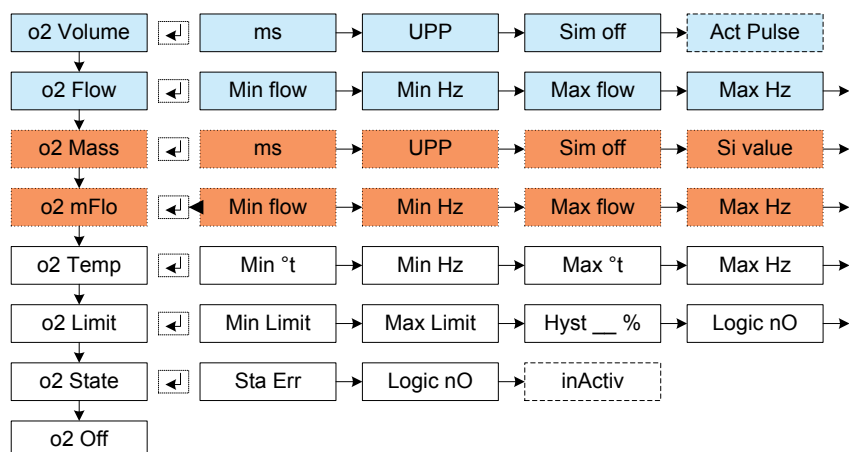 o2 Volume ms UPP Sim off Act Pulse
o2 Flow Min flow Min Hz Max flow Max Hz
o2 Mass ms UPP Sim off Si value
o2 mFlo Min flow Min Hz Max flow Max Hz
o2 Temp Min °t Min Hz Max °t Max Hz
o2 Limit Min Limit Max Limit Hyst __ % Logic nO
o2 State Sta Err Logic nO inActiv
o2 Off